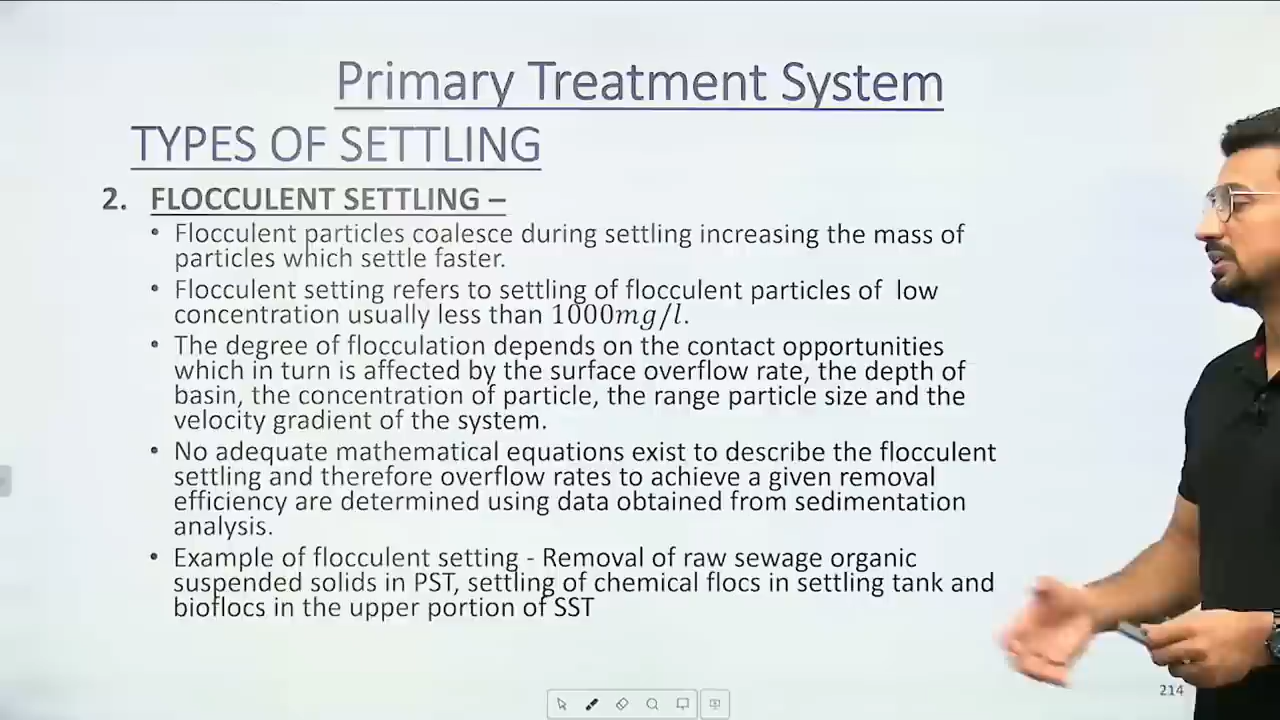 Primary Treatment System
TYPES OF SETTLING
2. FLOCCULENT SETTLING –
• Flocculent particles coalesce during settling increasing the mass of
particles which settle faster.
• Flocculent setting refers to settling of flocculent particles of low
concentration usually less than 1000mg/l.
• The degree of flocculation depends on the contact opportunities
which in turn is affected by the surface overflow rate, the depth of
basin, the concentration of particle, the range particle size and the
velocity gradient of the system.
• No adequate mathematical equations exist to describe the flocculent
settling and therefore overflow rates to achieve a given removal
efficiency are determined using data obtained from sedimentation
analysis.
• Example of flocculent setting - Removal of raw sewage organic
suspended solids in PST, settling of chemical flocs in settling tank and
bioflocs in the upper portion of SST
214